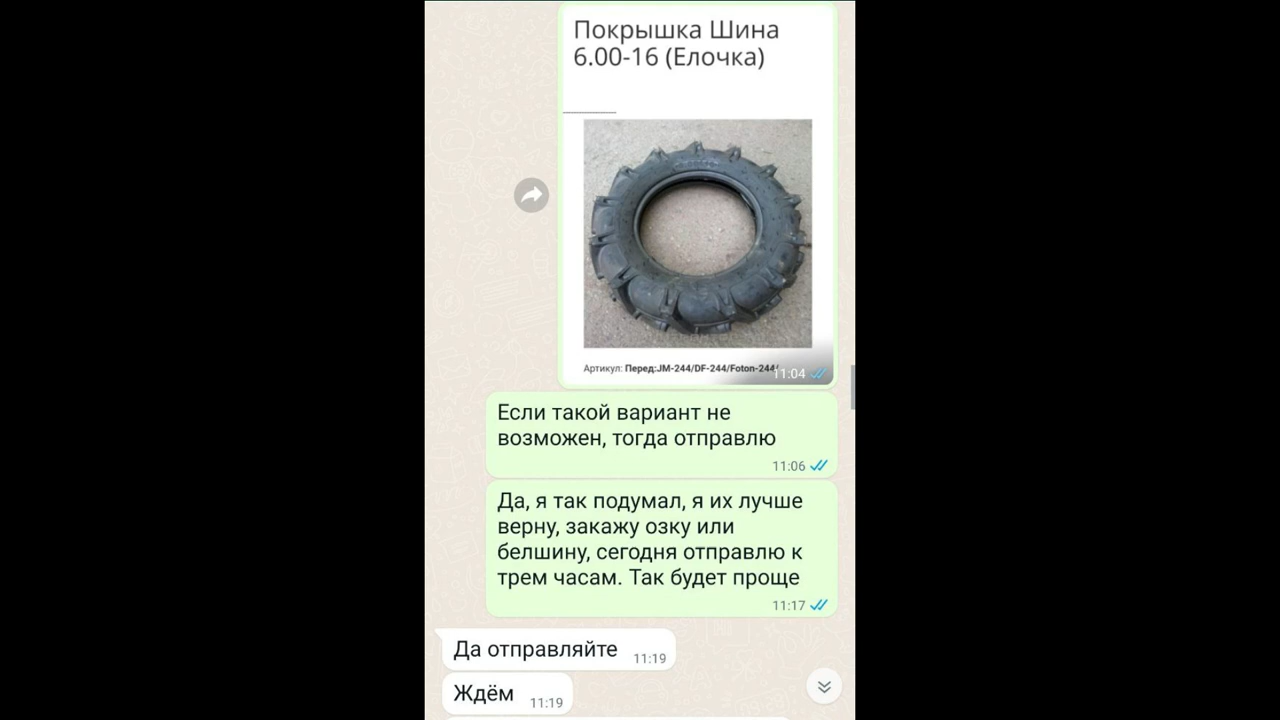 Покрышка Шина
6.00-16 (Елочка)
Артикул: Перед:JM-244/DF-244/Foton-244/
11:04
Если такой вариант не
возможен, тогда отправлю
11:06
Да, я так подумал, я их лучше
верну, закажу озку или
белшину, сегодня отправлю к
трем часам. Так будет проще
11:17
Да отправляйте 11:19
Ждём 11:19